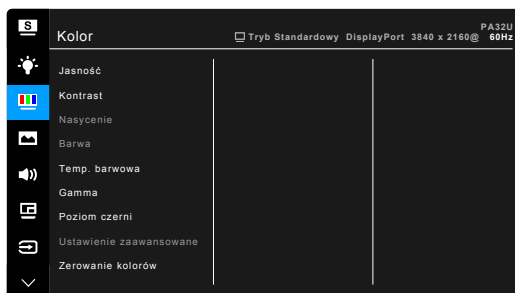 S
PA32U
Kolor
Tryb Standardowy DisplayPort 3840 x 2160@ 60Hz
Jasność
Kontrast
Nasycenie
Barwa
Temp. barwowa
Gamma
Poziom czerni
Ustawienie zaawansowane
Zerowanie kolorów